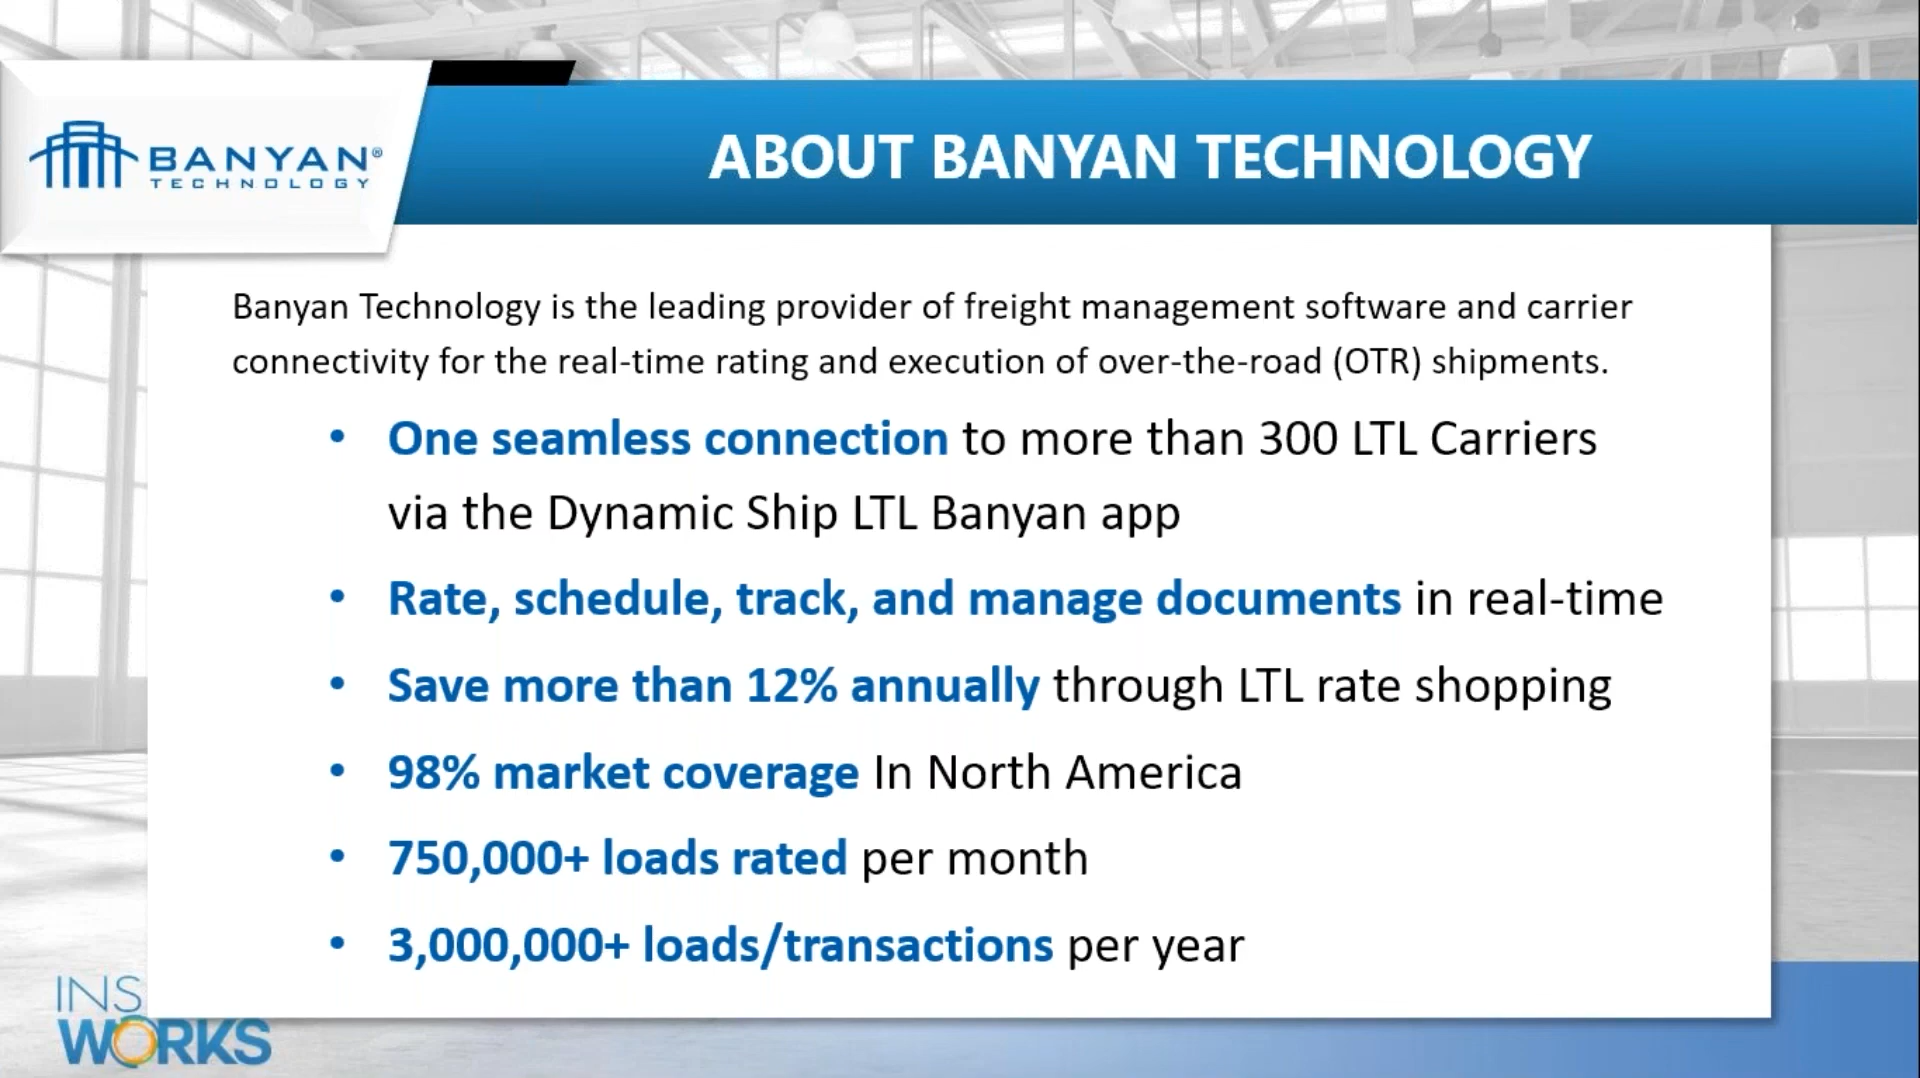 BANYAN®
TECHNOLOGY
ABOUT BANYAN TECHNOLOGY
Banyan Technology is the leading provider of freight management software and carrier
connectivity for the real-time rating and execution of over-the-road (OTR) shipments.
• One seamless connection to more than 300 LTL Carriers
via the Dynamic Ship LTL Banyan app
• Rate, schedule, track, and manage documents in real-time
• Save more than 12% annually through LTL rate shopping
• 98% market coverage In North America
• 750,000+ loads rated per month
• 3,000,000+ loads/transactions per year
INS
WORKS